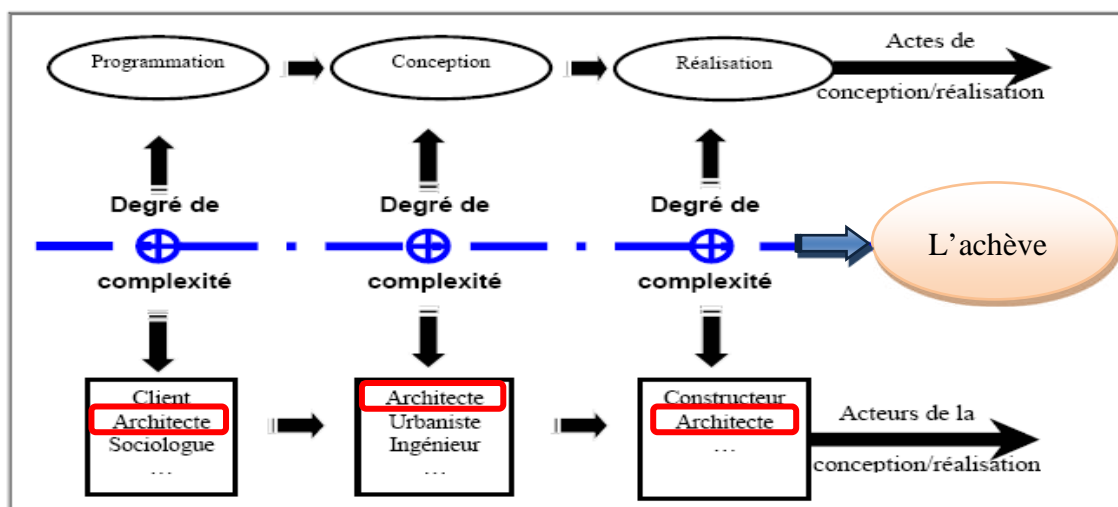 Programmation
Conception
Réalisation
Actes de
conception/réalisation
Degré de
complexité
Degré de
complexité
Degré de
complexité
L’achève
Client
Architecte
Sociologue
…
Architecte
Urbaniste
Ingénieur
…
Constructeur
Architecte
…
Acteurs de la
conception/réalisation